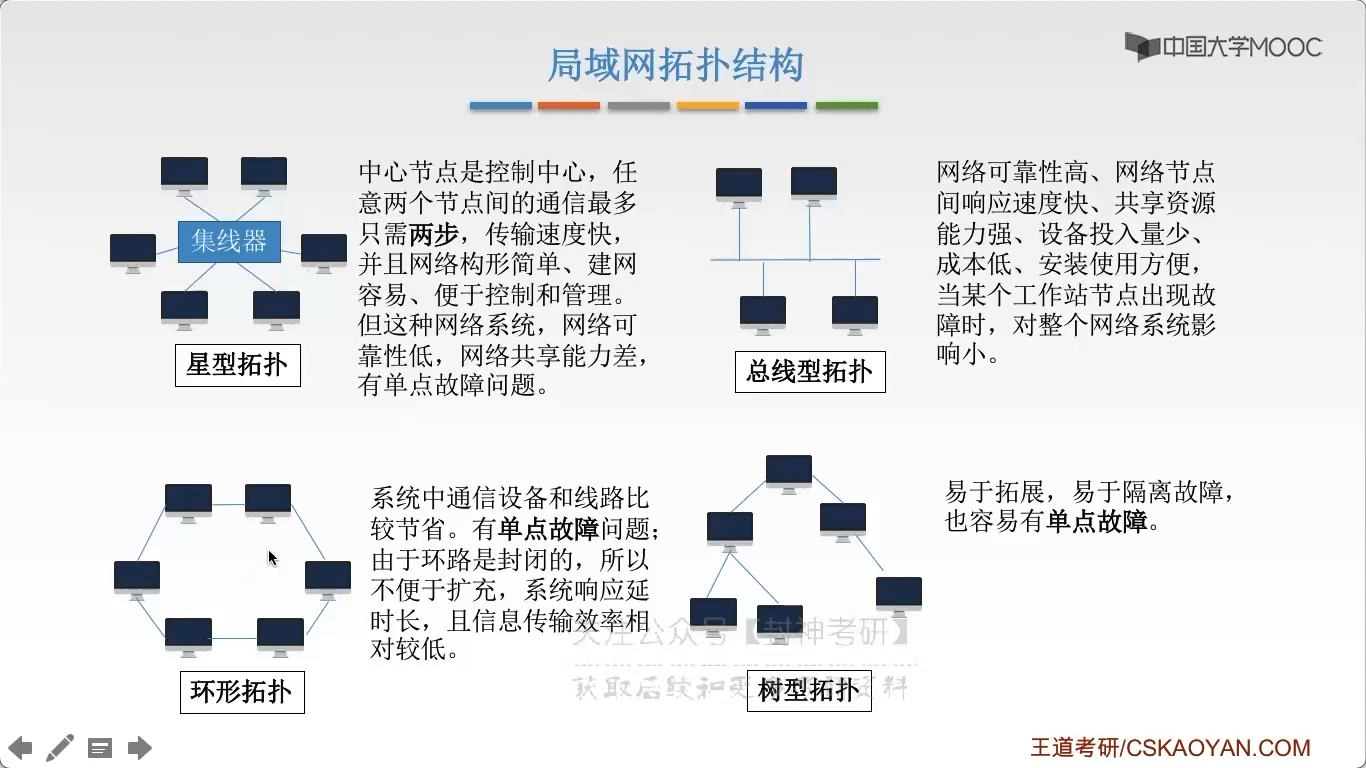 局域网拓扑结构
中国大学MOOC
集线器
星型拓扑
中心节点是控制中心，任
意两个节点间的通信最多
只需两步，传输速度快，
并且网络构形简单、建网
容易、便于控制和管理。
但这种网络系统，网络可
靠性低，网络共享能力差，
有单点故障问题。
总线型拓扑
网络可靠性高、网络节点
间响应速度快、共享资源
能力强、设备投入量少、
成本低、安装使用方便，
当某个工作站节点出现故
障时，对整个网络系统影
响小。
环形拓扑
系统中通信设备和线路比
较节省。有单点故障问题；
由于环路是封闭的，所以
不便于扩充，系统响应延
时长，且信息传输效率相
对较低。
树型拓扑
易于拓展，易于隔离故障，
也容易有单点故障。
关注公众号【封神考研】
获取后续和更
资料
王道考研/CSKAOYAN.COM